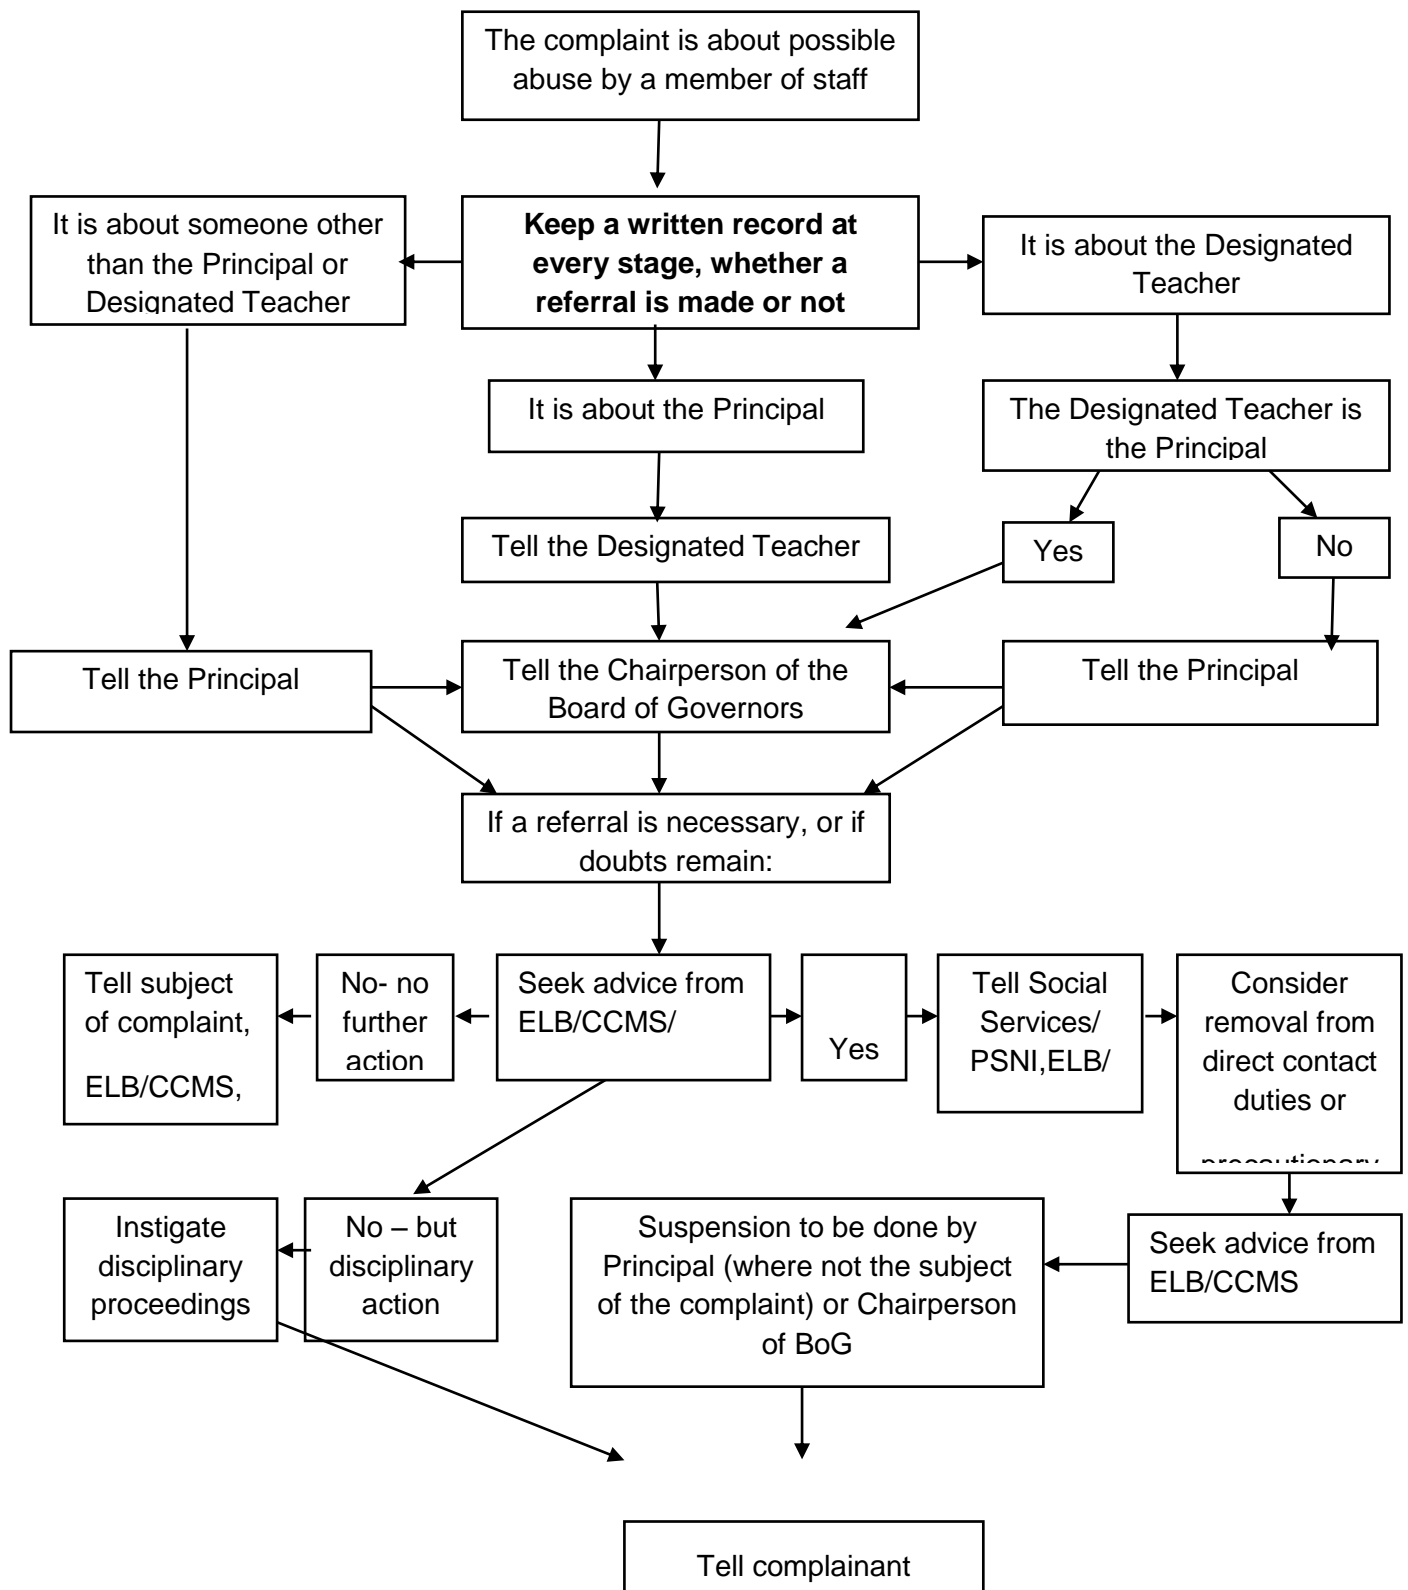 The complaint is about possible
abuse by a member of staff
It is about someone other
than the Principal or
Designated Teacher
Keep a written record at
every stage, whether a
referral is made or not
It is about the Designated
Teacher
It is about the Principal
The Designated Teacher is
the Principal
Tell the Designated Teacher
Yes
No
Tell the Principal
Tell the Chairperson of the
Board of Governors
Tell the Principal
If a referral is necessary, or if
doubts remain:
Tell subject
of complaint,
ELB/CCMS,
No- no
further
action
Seek advice from
ELB/CCMS/
Yes
Tell Social
Services/
PSNI,ELB/
Consider
removal from
direct contact
duties or
precautionary
Instigate
disciplinary
proceedings
No – but
disciplinary
action
Suspension to be done by
Principal (where not the subject
of the complaint) or Chairperson
of BoG
Seek advice from
ELB/CCMS
Tell complainant